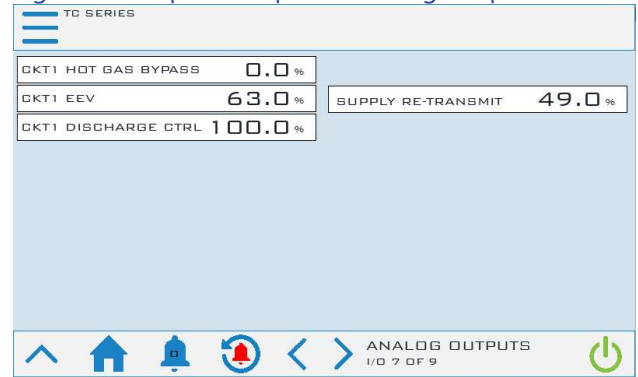 TC SERIES
CKT1 HOT GAS BYPASS 0.0 %
CKT1 EEV 63.0 %
SUPPLY RE-TRANSMIT 49.0 %
CKT1 DISCHARGE CTRL 100.0 %
0
ANALOG OUTPUTS
I/O 7 OF 9